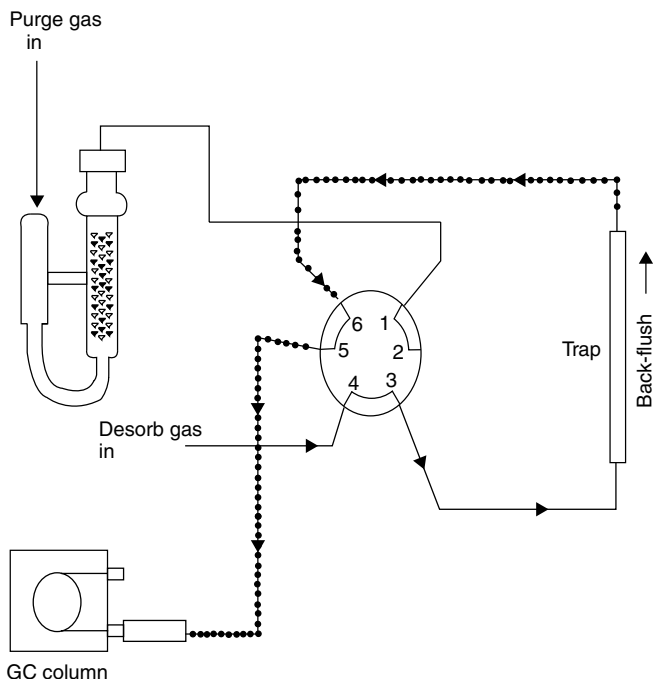 Purge gas
in
6
1
5
2
4
3
Trap
Back-flush
Desorb gas
in
GC column